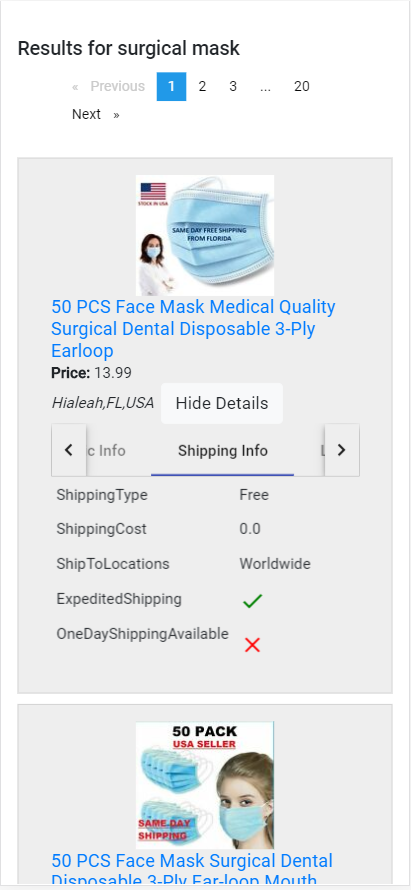 Results for surgical mask
« Previous 1 2 3 ... 20
Next »
STOCK IN USA
SAME DAY FREE SHIPPING
FROM FLORIDA
50 PCS Face Mask Medical Quality
Surgical Dental Disposable 3-Ply
Earloop
Price: 13.99
Hialeah,FL,USA Hide Details
c Info Shipping Info
ShippingType Free
ShippingCost 0.0
ShipToLocations Worldwide
ExpeditedShipping
OneDayShippingAvailable
50 PACK
USA SELLER
SAME DAY
SHIPPING
50 PCS Face Mask Surgical Dental
Disposable 3-Ply Ear-loop Mouth